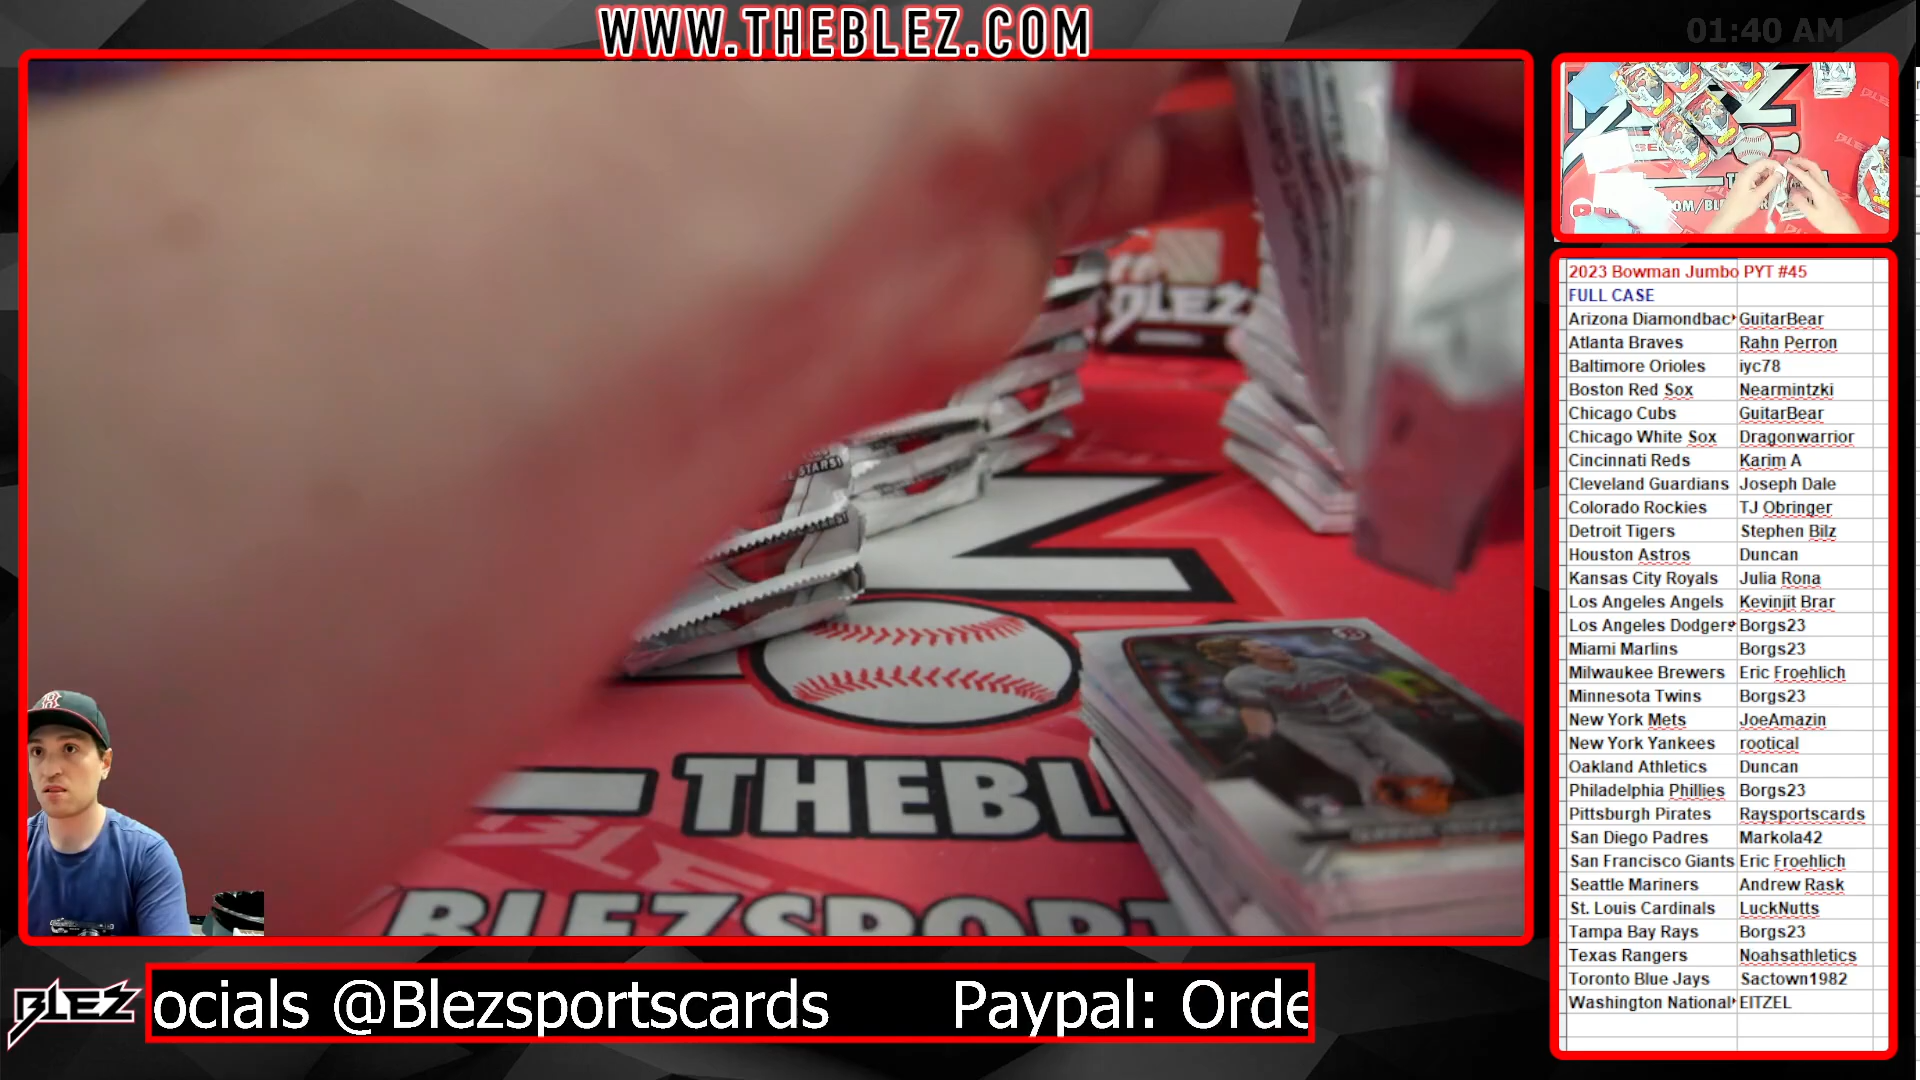 WWW.THEBLEZ.COM
01:40 AM
BLEZ
STARS!
THEBL
BLEZSPORT
2023 Bowman Jumbo PYT #45
FULL CASE
Arizona Diamondbac GuitarBear
Atlanta Braves Rahn Perron
Baltimore Orioles iyc78
Boston Red Sox Nearmintzki
Chicago Cubs GuitarBear
Chicago White Sox Dragonwarrior
Cincinnati Reds Karim A
Cleveland Guardians Joseph Dale
Colorado Rockies TJ Obringer
Detroit Tigers Stephen Bilz
Houston Astros Duncan
Kansas City Royals Julia Rona
Los Angeles Angels Kevinjit Brar
Los Angeles Dodgers Borgs23
Miami Marlins Borgs23
Milwaukee Brewers Eric Froehlich
Minnesota Twins Borgs23
New York Mets JoeAmazin
New York Yankees rootical
Oakland Athletics Duncan
Philadelphia Phillies Borgs23
Pittsburgh Pirates Raysportscards
San Diego Padres Markola42
San Francisco Giants Eric Froehlich
Seattle Mariners Andrew Rask
St. Louis Cardinals LuckNutts
Tampa Bay Rays Borgs23
Texas Rangers Noahsathletics
Toronto Blue Jays Sactown1982
Washington National EITZEL
BLEZ
ocials @Blezsportscards Paypal: Orde